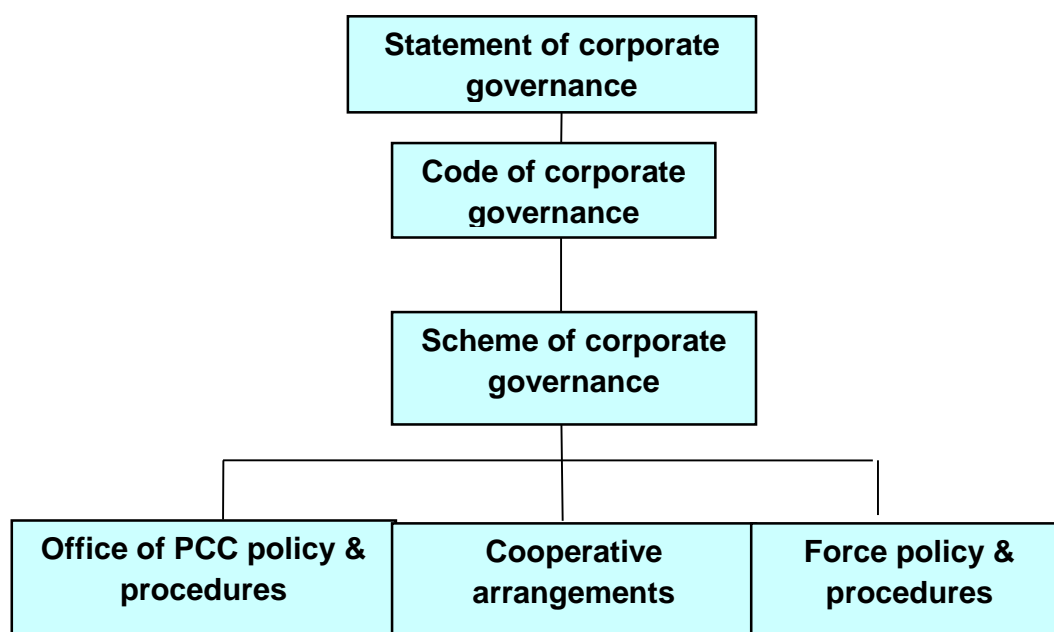 Statement of corporate
governance
Code of corporate
governance
Scheme of corporate
governance
Office of PCC policy &
procedures
Cooperative
arrangements
Force policy &
procedures